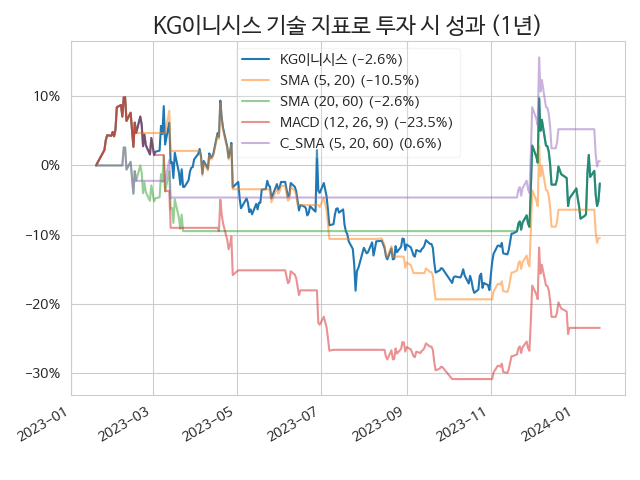 KG이니시스 기술 지표로 투자 시 성과 (1년)
KG이니시스 (−2.6%)
SMA (5, 20) (−10.5%)
SMA (20, 60) (−2.6%)
MACD (12, 26, 9) (−23.5%)
C_SMA (5, 20, 60) (0.6%)
10%
0%
−10%
−20%
−30%
2023−01
2023−03
2023−05
2023−07
2023−09
2023−11
2024−01